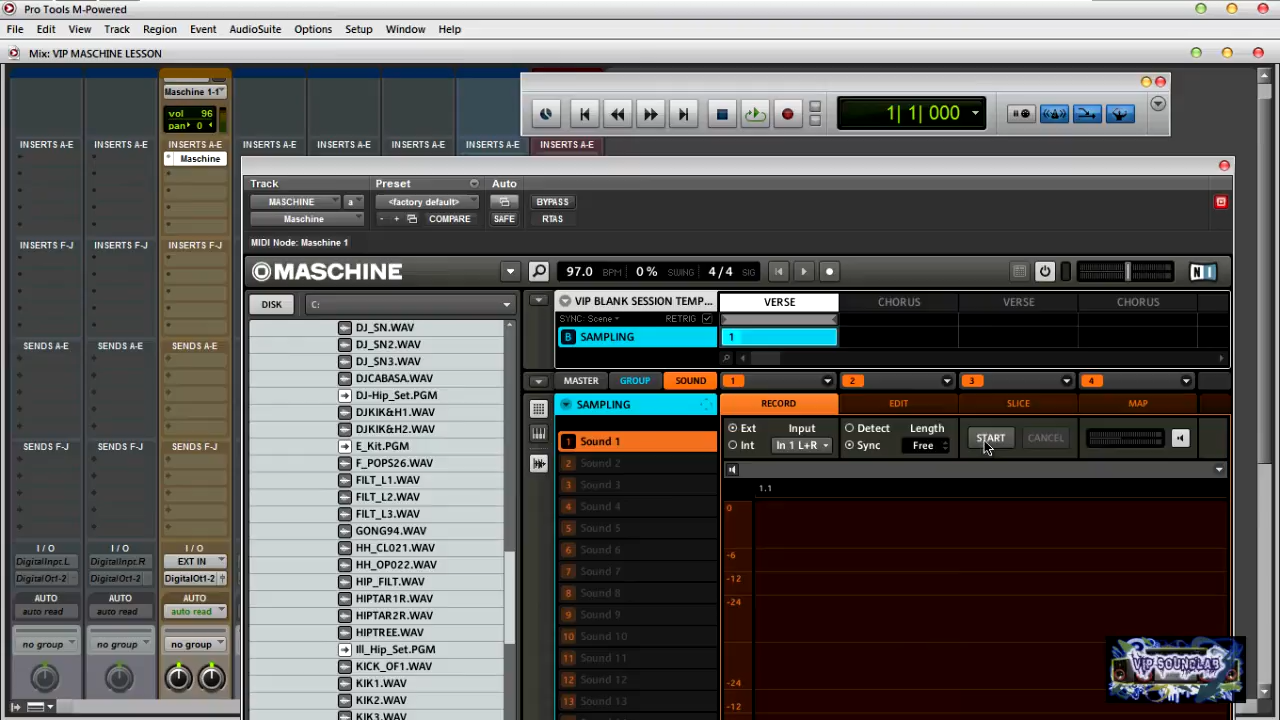 Pro Tools M-Powered
File Edit View Track Region Event AudioSuite Options Setup Window Help
Mix: VIP MASCHINE LESSON
Maschine 1-1
vol 96
pan 0
1| 1| 000
INSERTS A-E INSERTS A-E INSERTS A-E INSERTS A-E INSERTS A-E INSERTS A-E INSERTS A-E INSERTS A-E
Maschine
Track Preset Auto
MASCHINE a <factory default> BYPASS
Maschine - + COMPARE SAFE RTAS
MIDI Node: Maschine 1
INSERTS F-J INSERTS F-J INSERTS F-J
MASCHINE 97.0 BPM 0% SWING 4/4 SIG
DISK C:
VIP BLANK SESSION TEMP... VERSE CHORUS VERSE CHORUS
SYNC: Scene RETRIG
B SAMPLING 1
MASTER GROUP SOUND 1 2 3 4
SAMPLING RECORD EDIT SLICE MAP
Ext Input Detect Length
Int In 1 L+R Sync Free START CANCEL
1.1
0
-6
-12
-24
-24
-12
1 Sound 1
2 Sound 2
3 Sound 3
4 Sound 4
5 Sound 5
6 Sound 6
7 Sound 7
8 Sound 8
9 Sound 9
10 Sound 10
11 Sound 11
12 Sound 12
13 Sound 13
DJ_SN.WAV
DJ_SN2.WAV
DJ_SN3.WAV
DJCABASA.WAV
DJ-Hip_Set.PGM
DJKIK&H1.WAV
DJKIK&H2.WAV
E_Kit.PGM
F_POPS26.WAV
FILT_L1.WAV
FILT_L2.WAV
FILT_L3.WAV
GONG94.WAV
HH_CL021.WAV
HH_OP022.WAV
HIP_FILT.WAV
HIPTAR1R.WAV
HIPTAR2R.WAV
HIPTREE.WAV
Ill_Hip_Set.PGM
KICK_OF1.WAV
KIK1.WAV
KIK2.WAV
KIK3.WAV
SENDS A-E SENDS A-E SENDS A-E
SENDS F-J SENDS F-J SENDS F-J
I / O I / O I / O
DigitalInpt.L DigitalInpt.R EXT IN
DigitalOt1-2 DigitalOt1-2 DigitalOt1-2
AUTO AUTO AUTO
auto read auto read auto read
no group no group no group
VIP SOUNDLAB